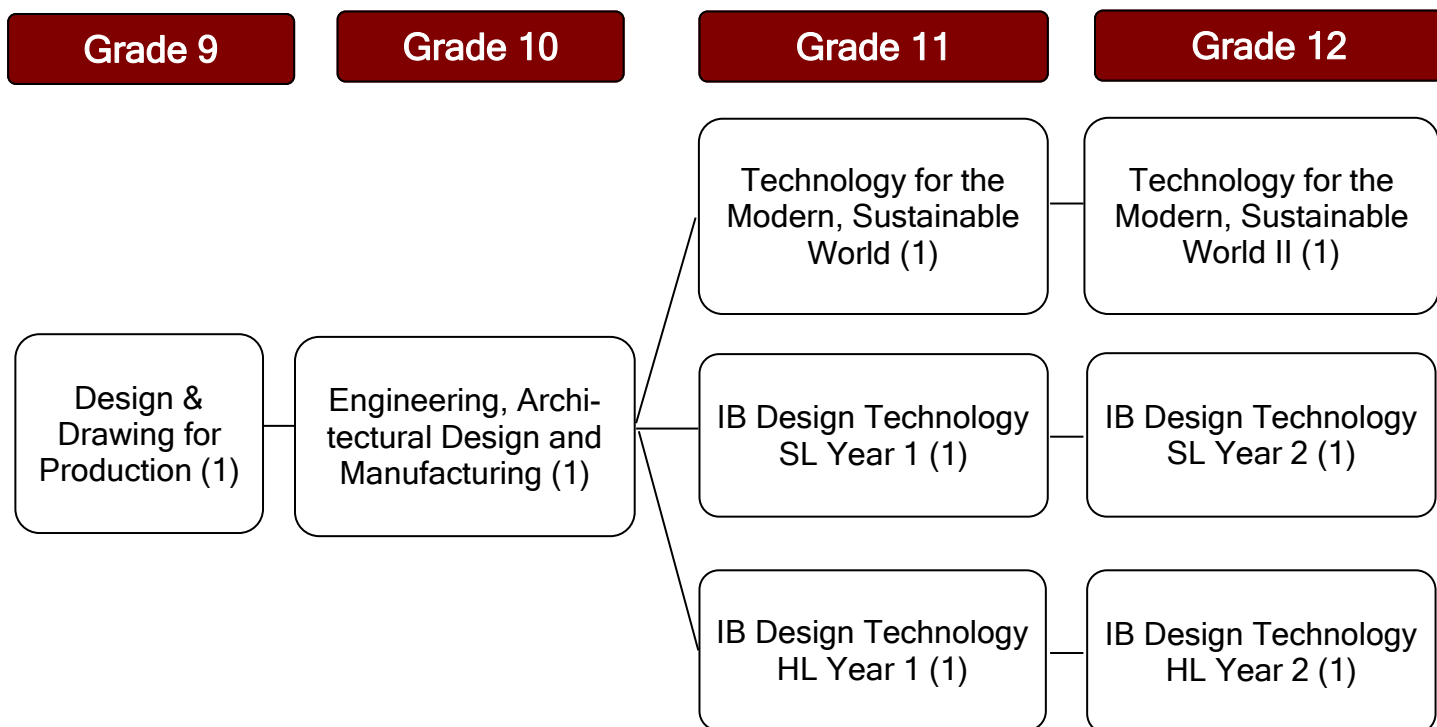 Grade 9
Grade 10
Grade 11
Grade 12
Design &
Drawing for
Production (1)
Engineering, Archi-
tectural Design and
Manufacturing (1)
Technology for the
Modern, Sustainable
World (1)
Technology for the
Modern, Sustainable
World II (1)
IB Design Technology
SL Year 1 (1)
IB Design Technology
SL Year 2 (1)
IB Design Technology
HL Year 1 (1)
IB Design Technology
HL Year 2 (1)